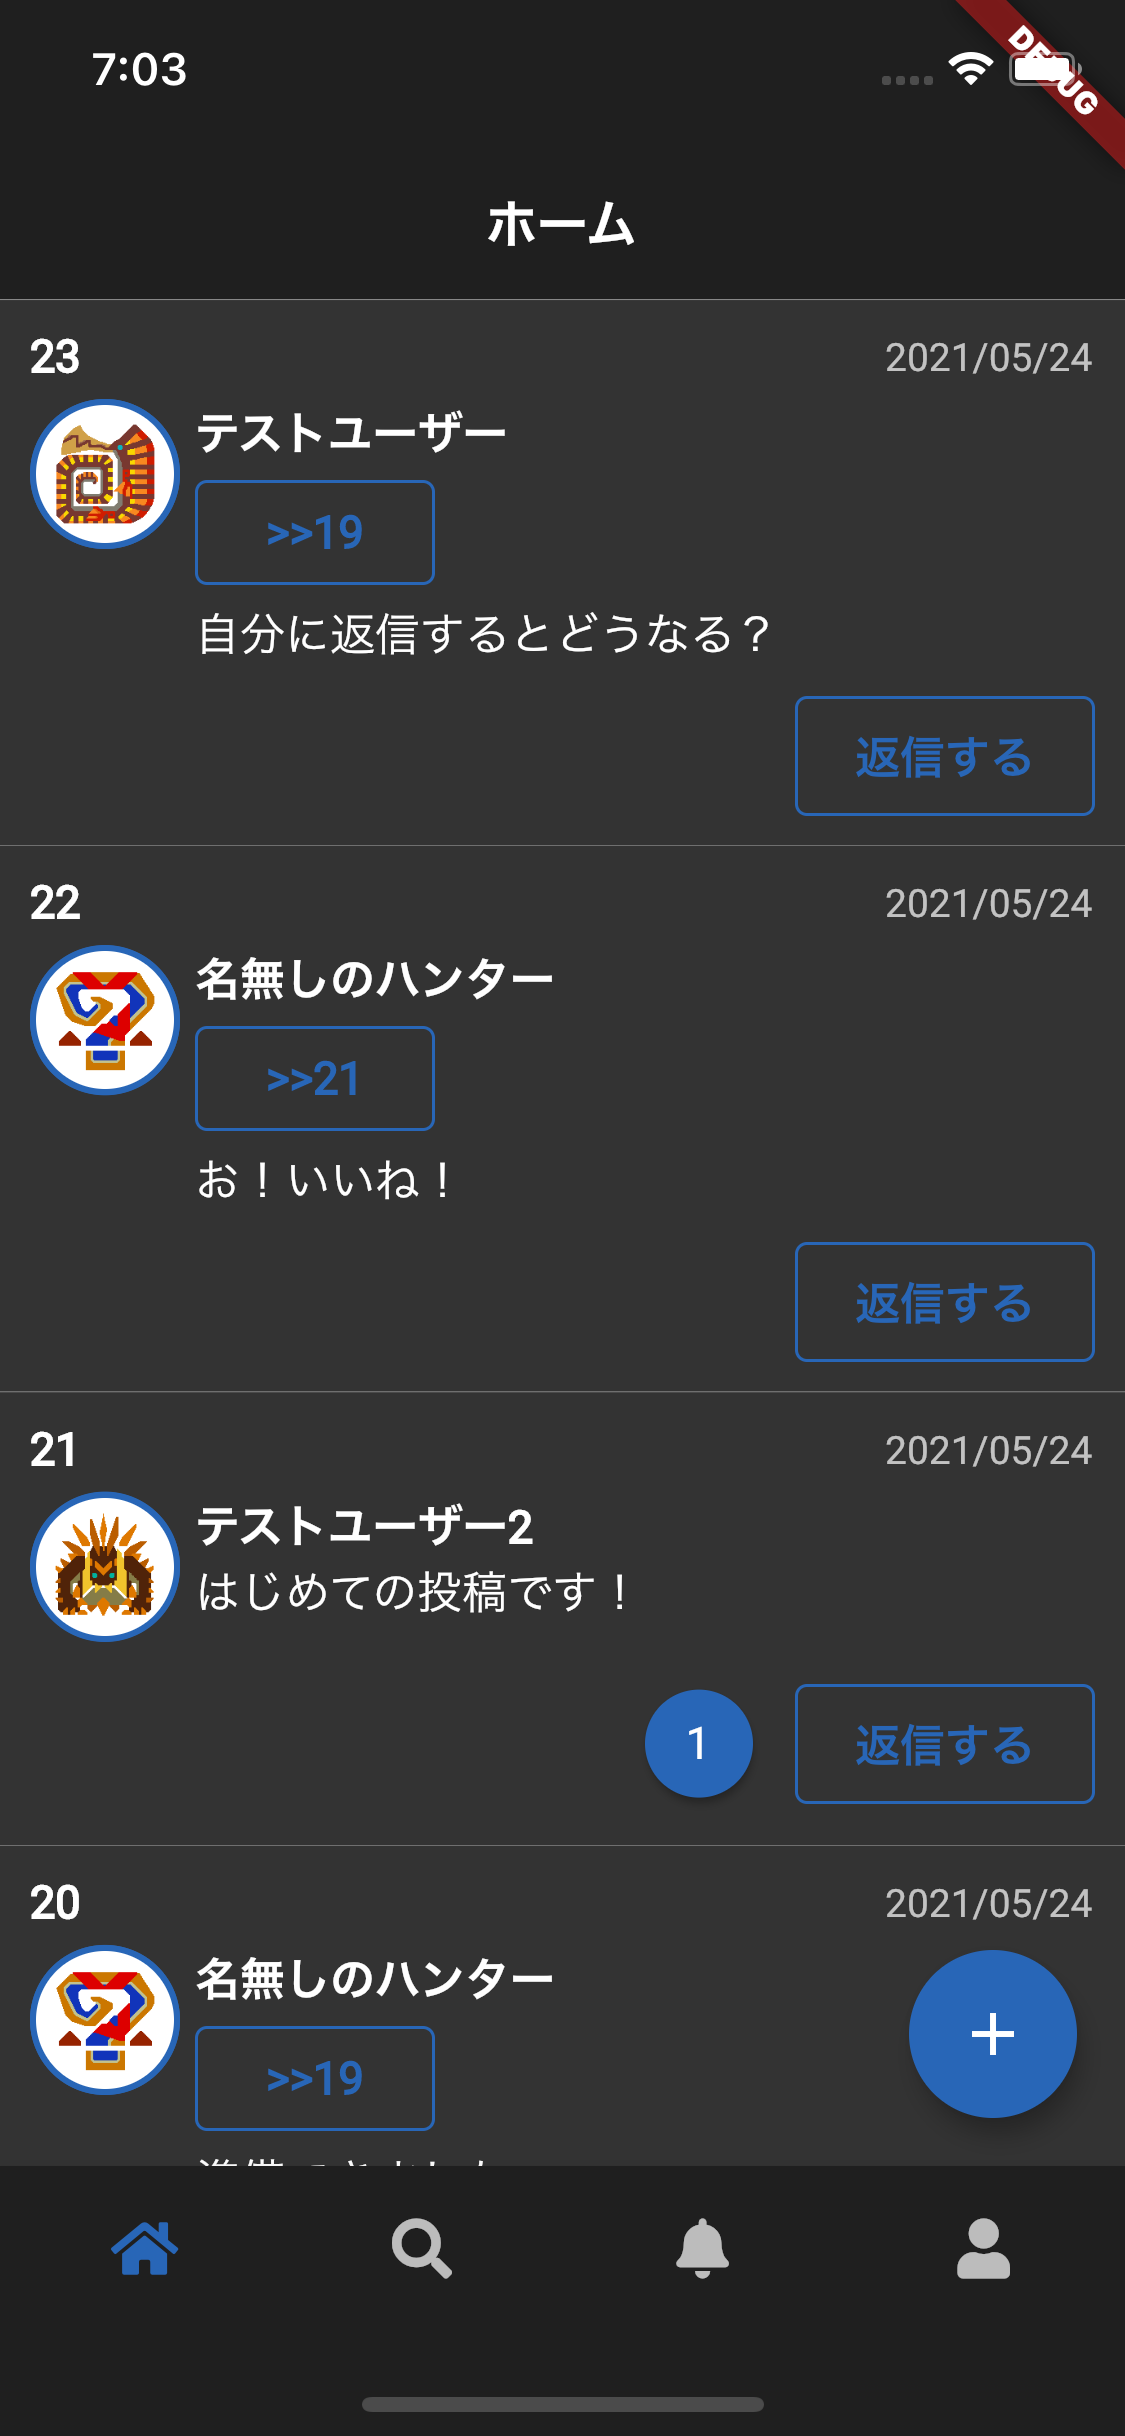 7:03
DEBUG
ホーム
23
2021/05/24
テストユーザー
>>19
自分に返信するとどうなる？
返信する
22
2021/05/24
名無しのハンター
>>21
お！いいね！
返信する
21
2021/05/24
テストユーザー2
はじめての投稿です！
1
返信する
20
2021/05/24
名無しのハンター
>>19